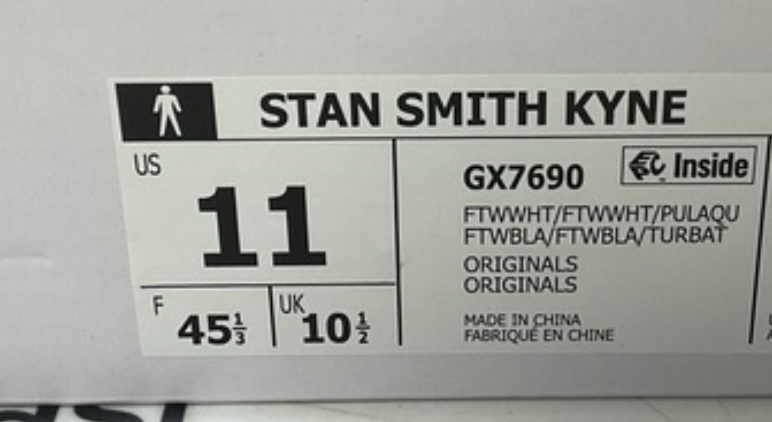 STAN SMITH KYNE
US
11
F
45⅓
UK
10½
GX7690
Inside
FTWWHT/FTWWHT/PULAQU
FTWBLA/FTWBLA/TURBAT
ORIGINALS
ORIGINALS
MADE IN CHINA
FABRIQUÉ EN CHINE